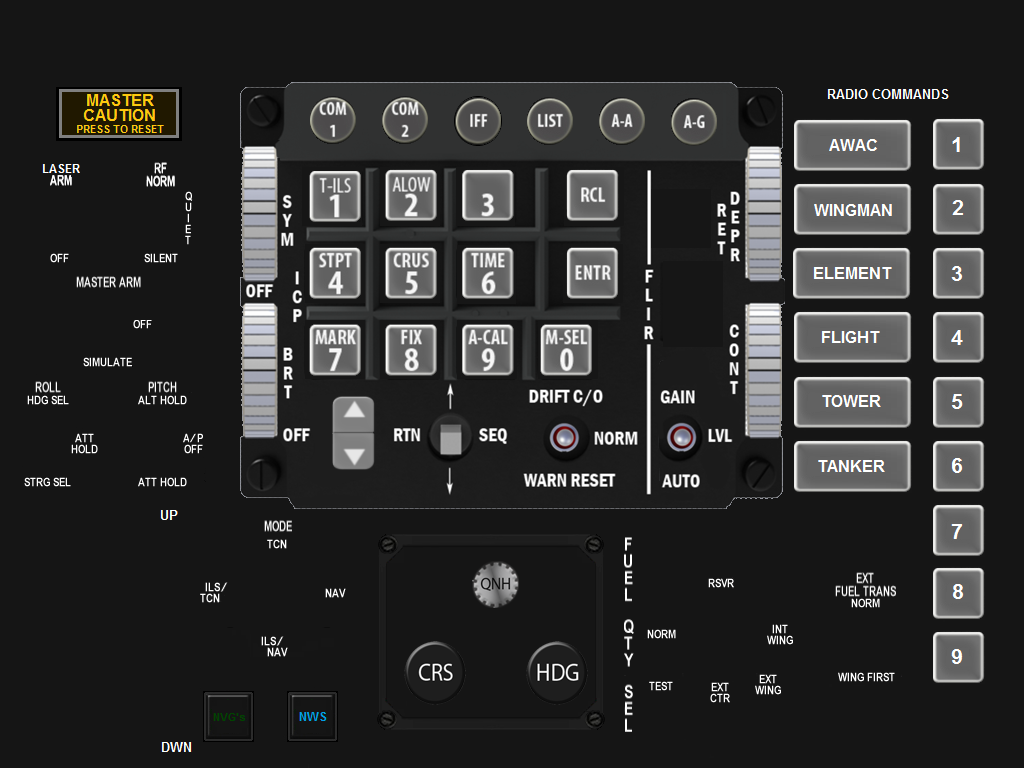 MASTER
CAUTION
PRESS TO RESET
LASER
ARM
RF
NORM
QUIET
OFF
SILENT
MASTER ARM
OFF
SIMULATE
ROLL
HDG SEL
PITCH
ALT HOLD
ATT
HOLD
A/P
OFF
STRG SEL
ATT HOLD
UP
MODE
TCN
ILS/
TCN
NAV
ILS/
NAV
NVG's
NWS
DWN
COM
1
COM
2
IFF
LIST
A-A
A-G
SYM
OFF
ICP
BRT
OFF
T-ILS
1
ALOW
2
3
RCL
STPT
4
CRUS
5
TIME
6
ENTR
MARK
7
FIX
8
A-CAL
9
M-SEL
0
RTN
SEQ
DRIFT C/O
NORM
WARN RESET
FLIR
GAIN
LVL
AUTO
RET
DEPR
CONT
QNH
CRS
HDG
FUEL QTY SEL
RSVR
NORM
INT
WING
TEST
EXT
CTR
EXT
WING
EXT
FUEL TRANS
NORM
WING FIRST
RADIO COMMANDS
AWAC
1
WINGMAN
2
ELEMENT
3
FLIGHT
4
TOWER
5
TANKER
6
7
8
9